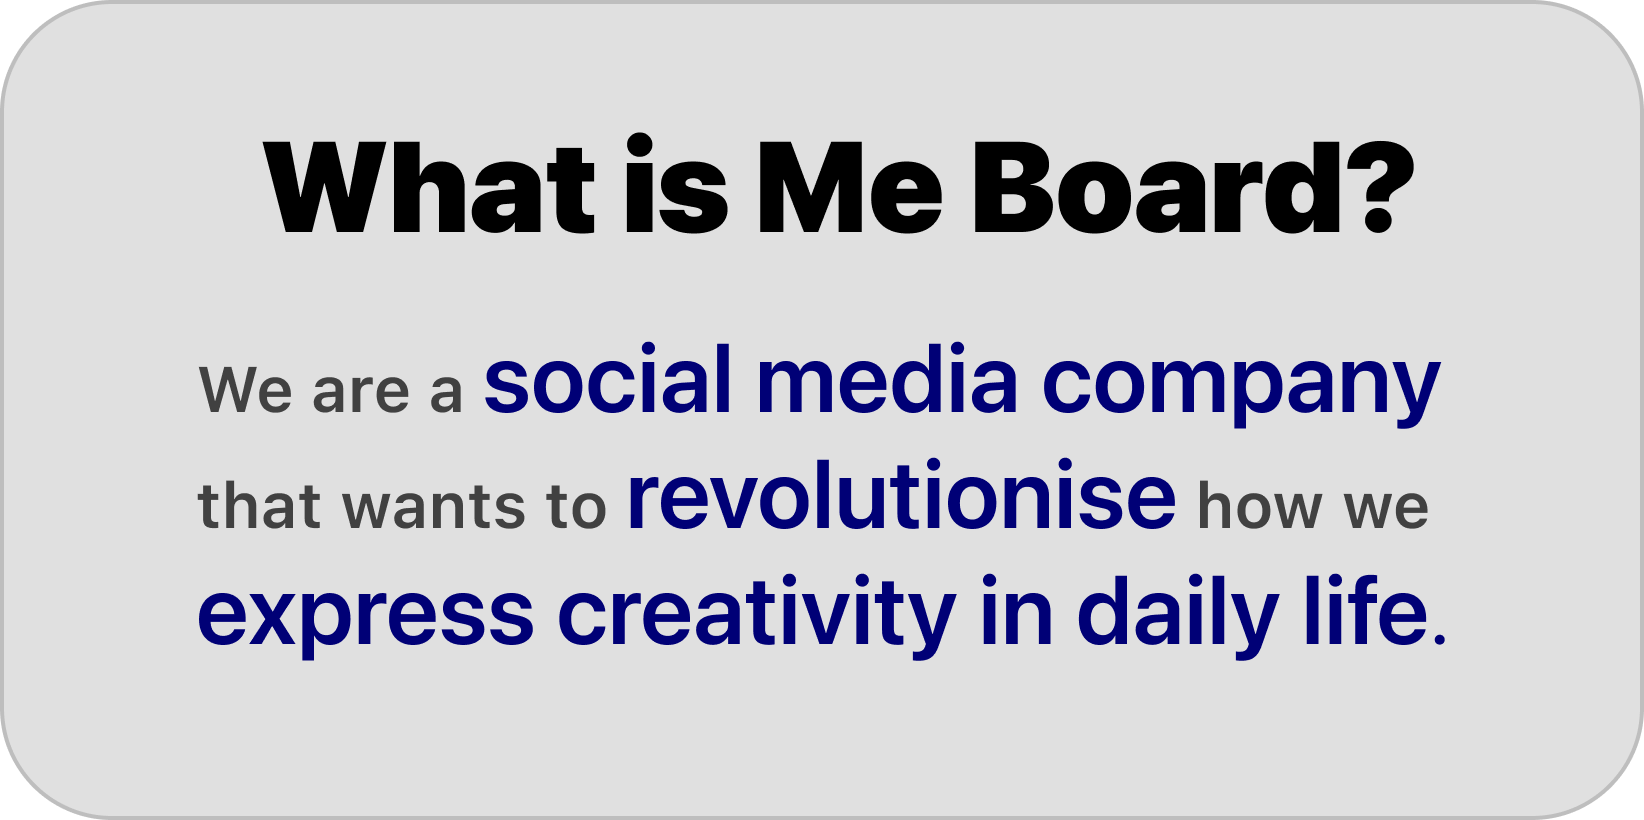 What is Me Board?
We are a social media company
that wants to revolutionise how we
express creativity in daily life.